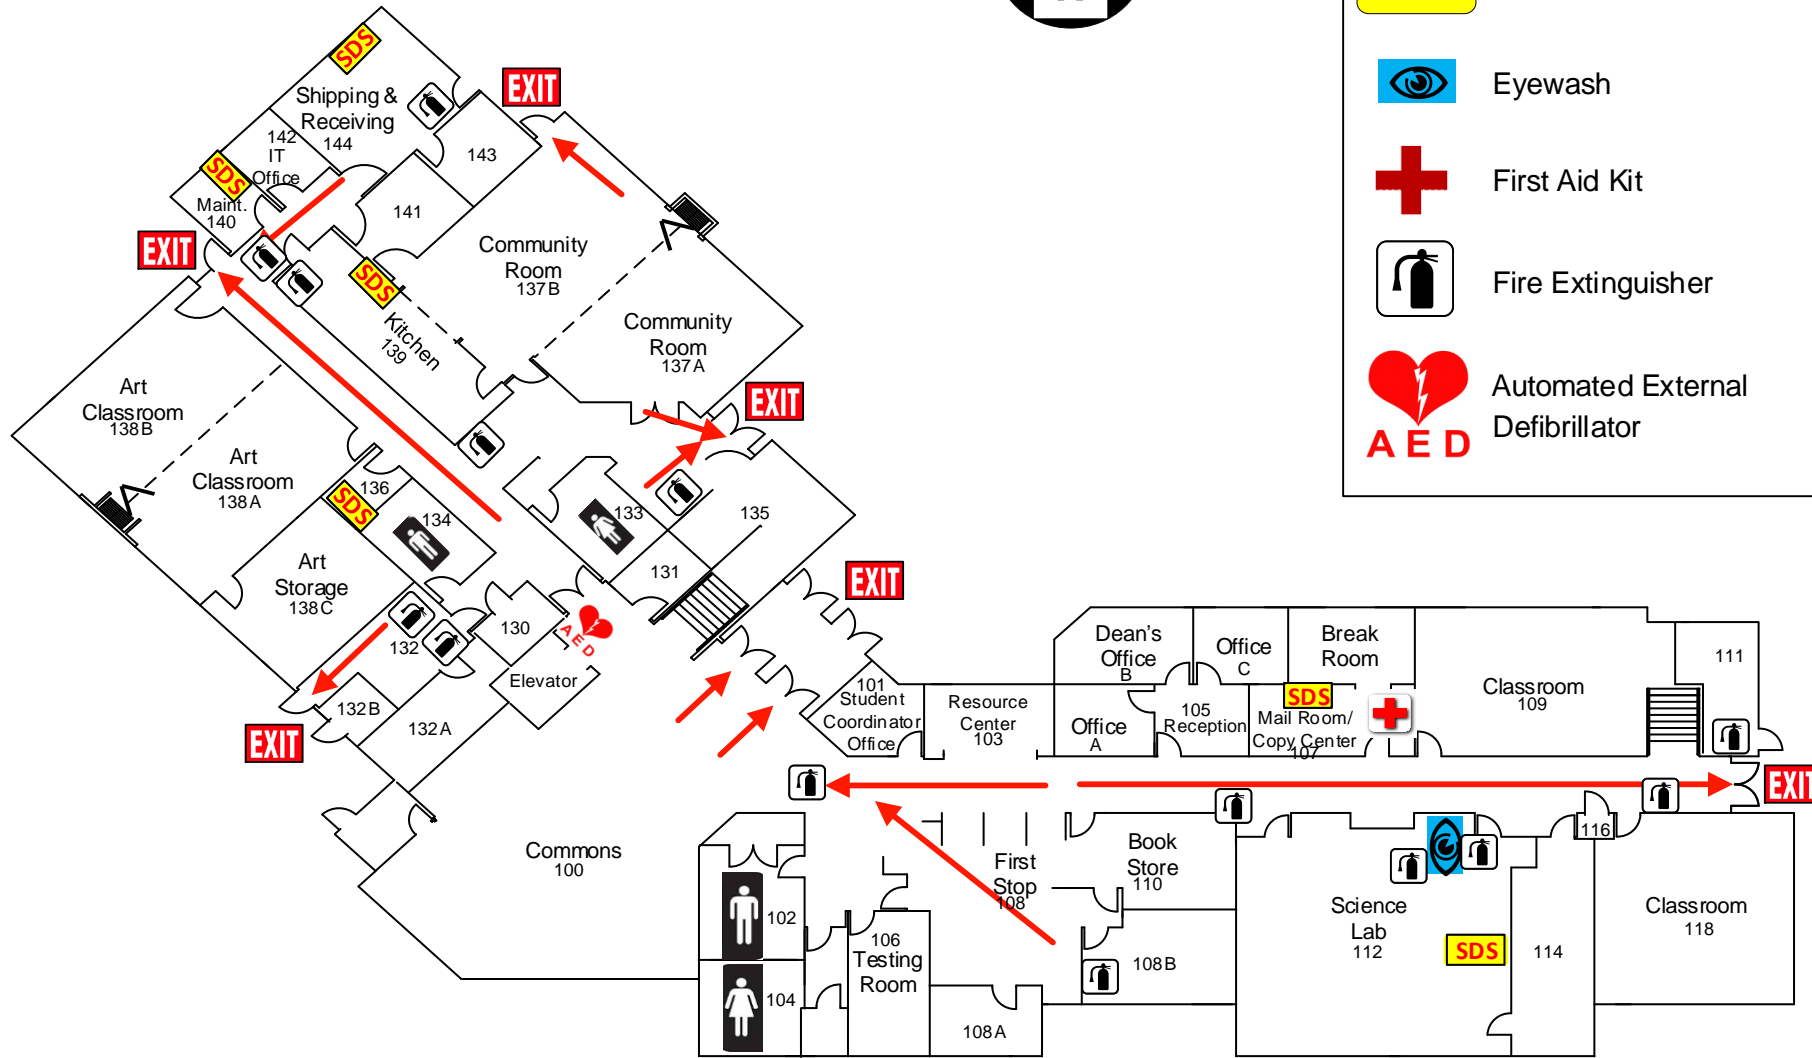 SDS
Shipping &
Receiving
144
EXIT
142
IT
Office
143
SDS
Maint.
140
141
EXIT
Community
Room
137B
SDS
Kitchen
139
Community
Room
137A
EXIT
Art
Classroom
138B
Art
Classroom
138A
136
SDS
134
133
135
Art
Storage
138C
131
EXIT
130
AED
132
Elevator
132B
132A
EXIT
101
Student
Coordinator
Office
Resource
Center
103
Dean's
Office
B
Office
C
Break
Room
Office
A
105
Reception
SDS
Mail Room/
Copy Center
107
Classroom
109
111
EXIT
Commons
100
102
104
106
Testing
Room
First
Stop
108
108A
Book
Store
110
108B
Science
Lab
112
SDS
114
116
Classroom
118
Eyewash
First Aid Kit
Fire Extinguisher
AED
Automated External
Defibrillator